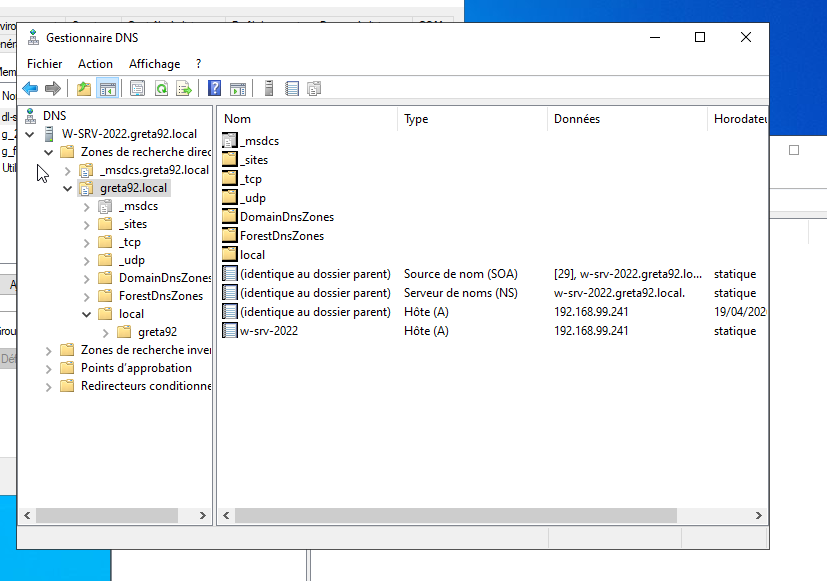 Gestionnaire DNS
Fichier Action Affichage ?
DNS
W-SRV-2022.greta92.local
Zones de recherche direc
_msdcs.greta92.local
greta92.local
_msdcs
_sites
_tcp
_udp
DomainDnsZones
ForestDnsZones
local
greta92
Zones de recherche inver
Points d'approbation
Redirecteurs conditionne
Nom Type Données Horodateu
_msdcs
_sites
_tcp
_udp
DomainDnsZones
ForestDnsZones
local
(identique au dossier parent) Source de nom (SOA) [29], w-srv-2022.greta92.lo... statique
(identique au dossier parent) Serveur de noms (NS) w-srv-2022.greta92.local. statique
(identique au dossier parent) Hôte (A) 192.168.99.241 19/04/202
w-srv-2022 Hôte (A) 192.168.99.241 statique